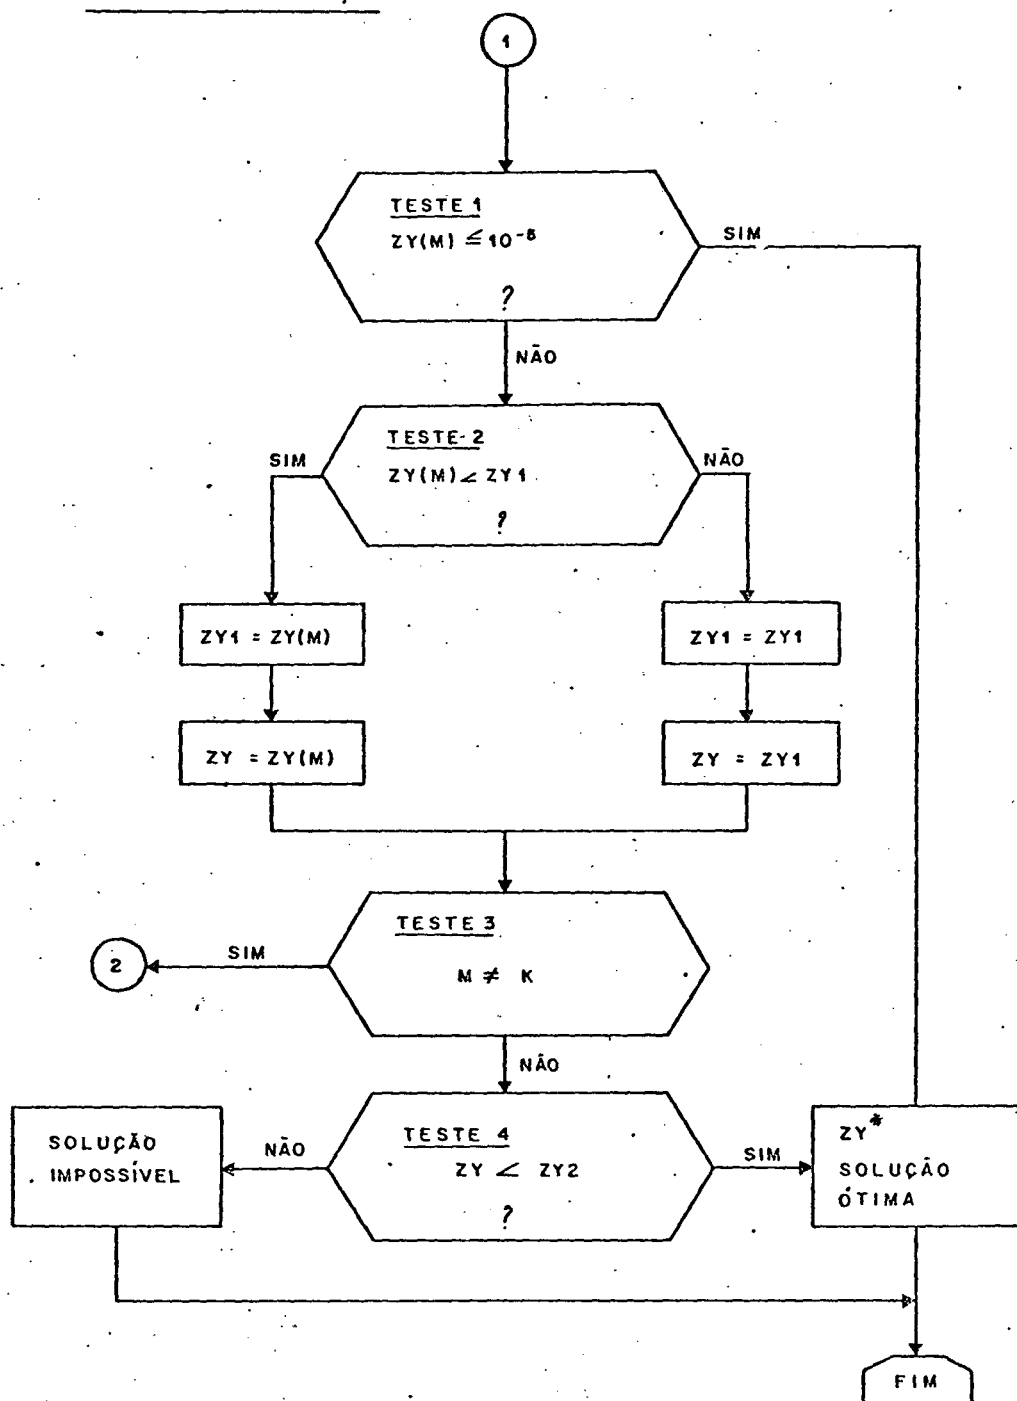 1
TESTE 1
ZY(M) ≤ 10⁻⁵
?
SIM
NÃO
TESTE 2
ZY(M) < ZY1
?
SIM
NÃO
ZY1 = ZY(M)
ZY1 = ZY1
ZY = ZY(M)
ZY = ZY1
TESTE 3
M ≠ K
SIM
2
NÃO
TESTE 4
ZY < ZY2
?
NÃO
SIM
SOLUÇÃO
IMPOSSÍVEL
ZY*
SOLUÇÃO
ÓTIMA
FIM